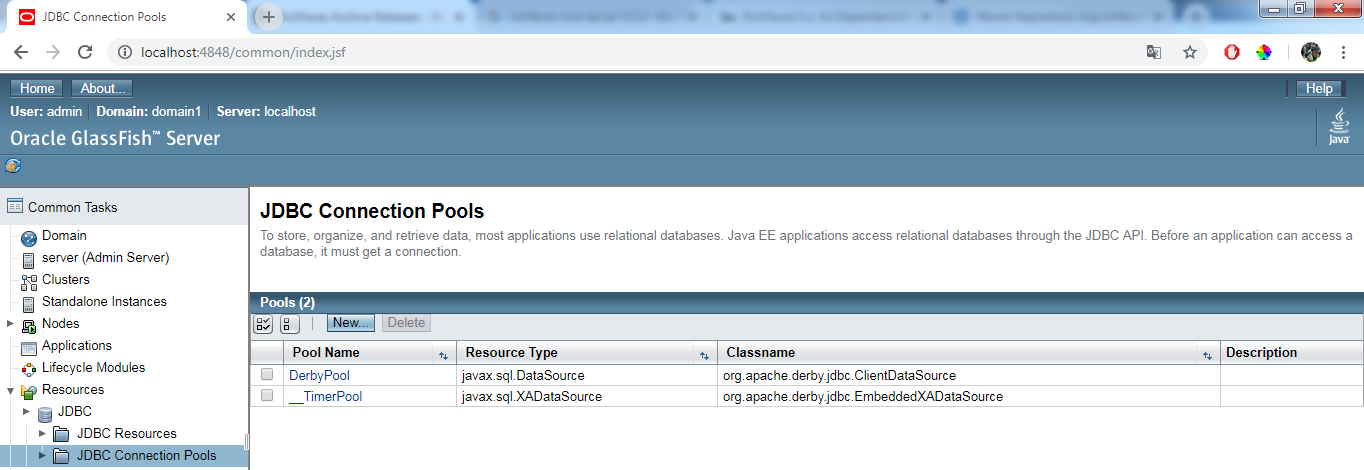 JDBC Connection Pools
localhost:4848/common/index.jsf
Home About... Help
User: admin Domain: domain1 Server: localhost
Oracle GlassFish™ Server
Java
Common Tasks
Domain
server (Admin Server)
Clusters
Standalone Instances
Nodes
Applications
Lifecycle Modules
Resources
JDBC
JDBC Resources
JDBC Connection Pools
JDBC Connection Pools
To store, organize, and retrieve data, most applications use relational databases. Java EE applications access relational databases through the JDBC API. Before an application can access a
database, it must get a connection.
Pools (2)
New... Delete
Pool Name Resource Type Classname Description
DerbyPool javax.sql.DataSource org.apache.derby.jdbc.ClientDataSource
__TimerPool javax.sql.XADataSource org.apache.derby.jdbc.EmbeddedXADataSource